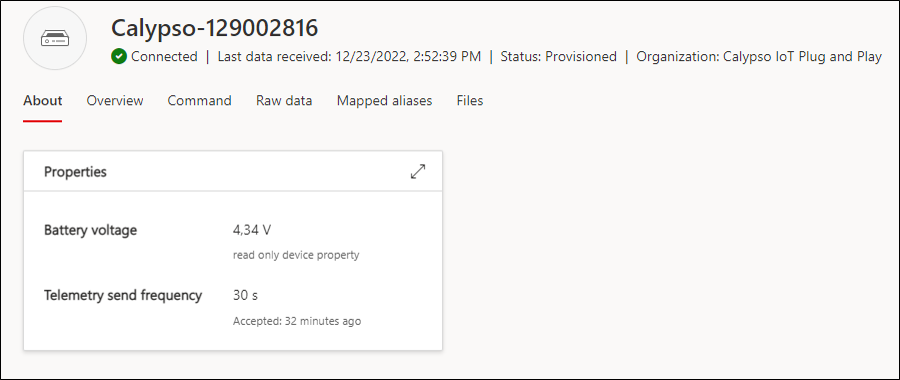 Calypso-129002816
Connected | Last data received: 12/23/2022, 2:52:39 PM | Status: Provisioned | Organization: Calypso IoT Plug and Play
About Overview Command Raw data Mapped aliases Files
Properties
Battery voltage 4,34 V
read only device property
Telemetry send frequency 30 s
Accepted: 32 minutes ago